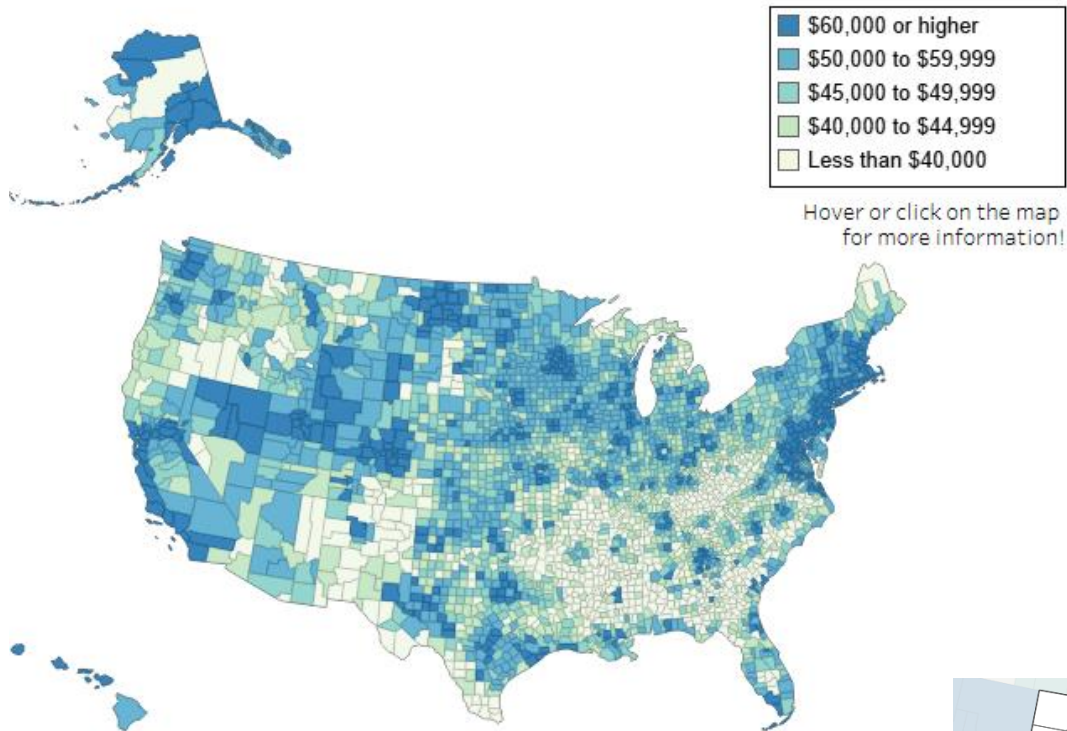 $60,000 or higher
$50,000 to $59,999
$45,000 to $49,999
$40,000 to $44,999
Less than $40,000
Hover or click on the map
for more information!